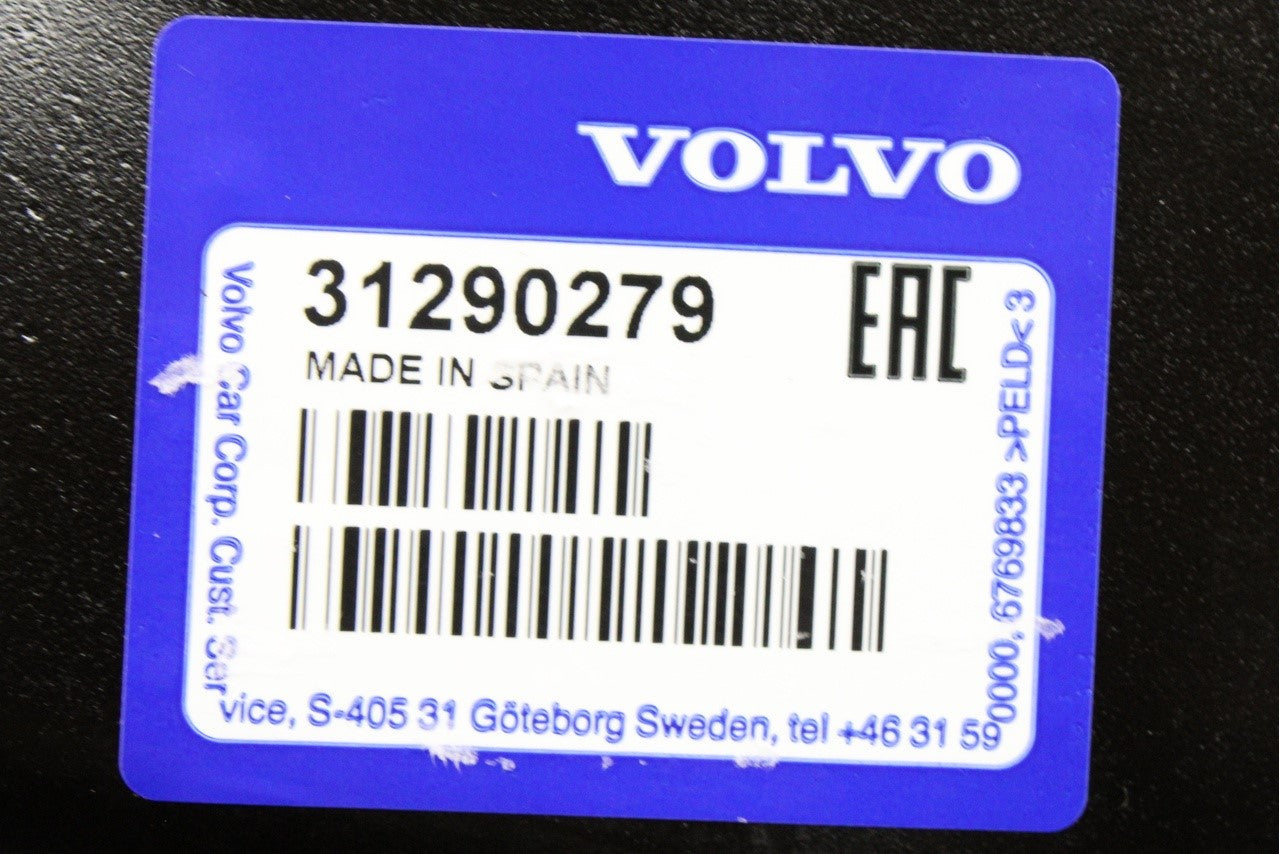 VOLVO
31290279
EAC
MADE IN SPAIN
Volvo Car Corp. Cust. Ser
vice, S-405 31 Göteborg Sweden, tel +46 31 59
0000, 6769833 >PELD< 3